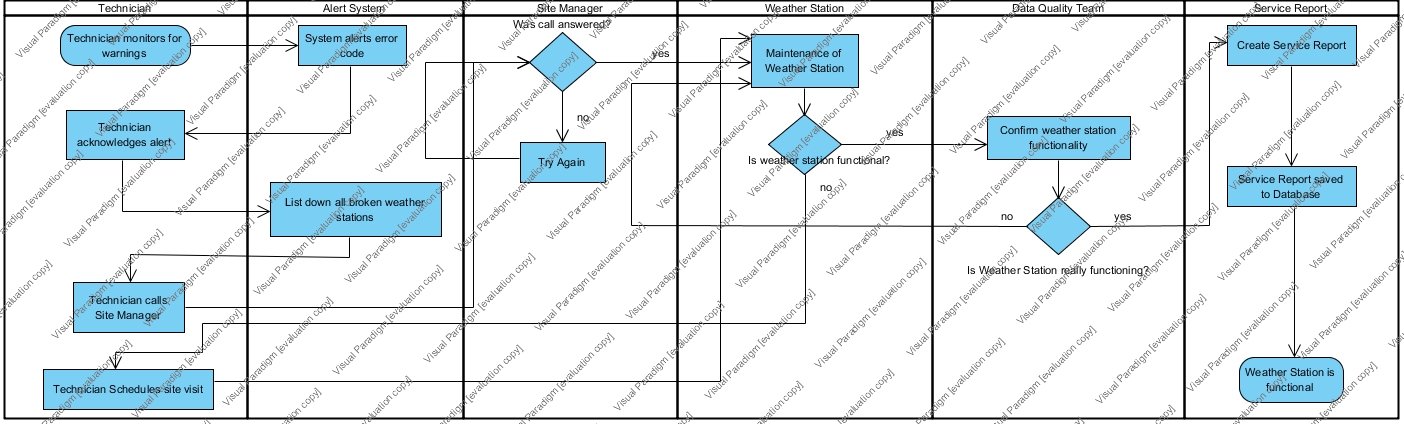 Technician
Alert System
Site Manager
Weather Station
Data Quality Team
Service Report
Technician monitors for
warnings
System alerts error
code
Was call answered?
yes
no
Try Again
Maintenance of
Weather Station
Is weather station functional?
yes
no
Confirm weather station
functionality
no
yes
Is Weather Station really functioning?
Create Service Report
Service Report saved
to Database
Weather Station is
functional
Technician
acknowledges alert
List down all broken weather
stations
Technician calls
Site Manager
Technician Schedules site visit
Visual Paradigm [evaluation copy]